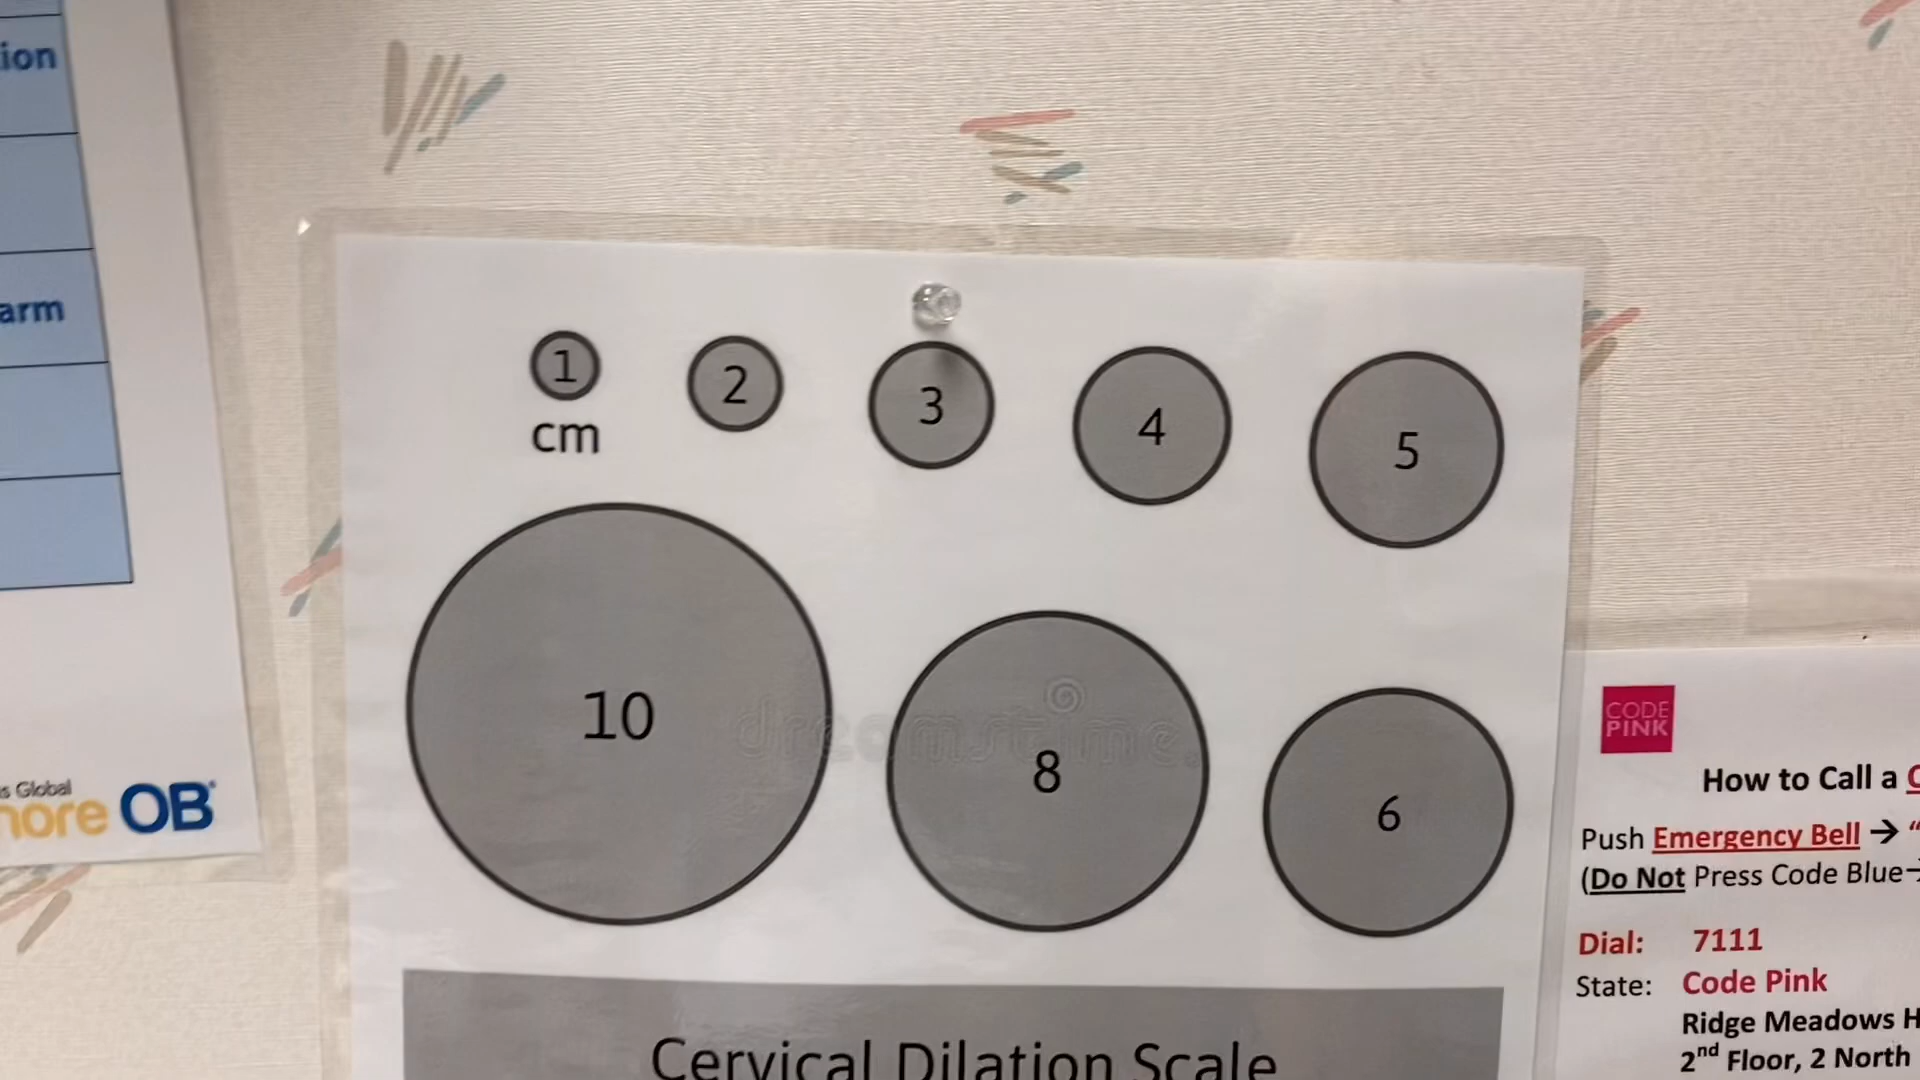 ion
arm
s Global
more OB
1
2
3
4
5
cm
10
8
6
dreamstime.
Cervical Dilation Scale
CODE
PINK
How to Call a
Push Emergency Bell → "
(Do Not Press Code Blue→
Dial: 7111
State: Code Pink
Ridge Meadows H
2nd Floor, 2 North